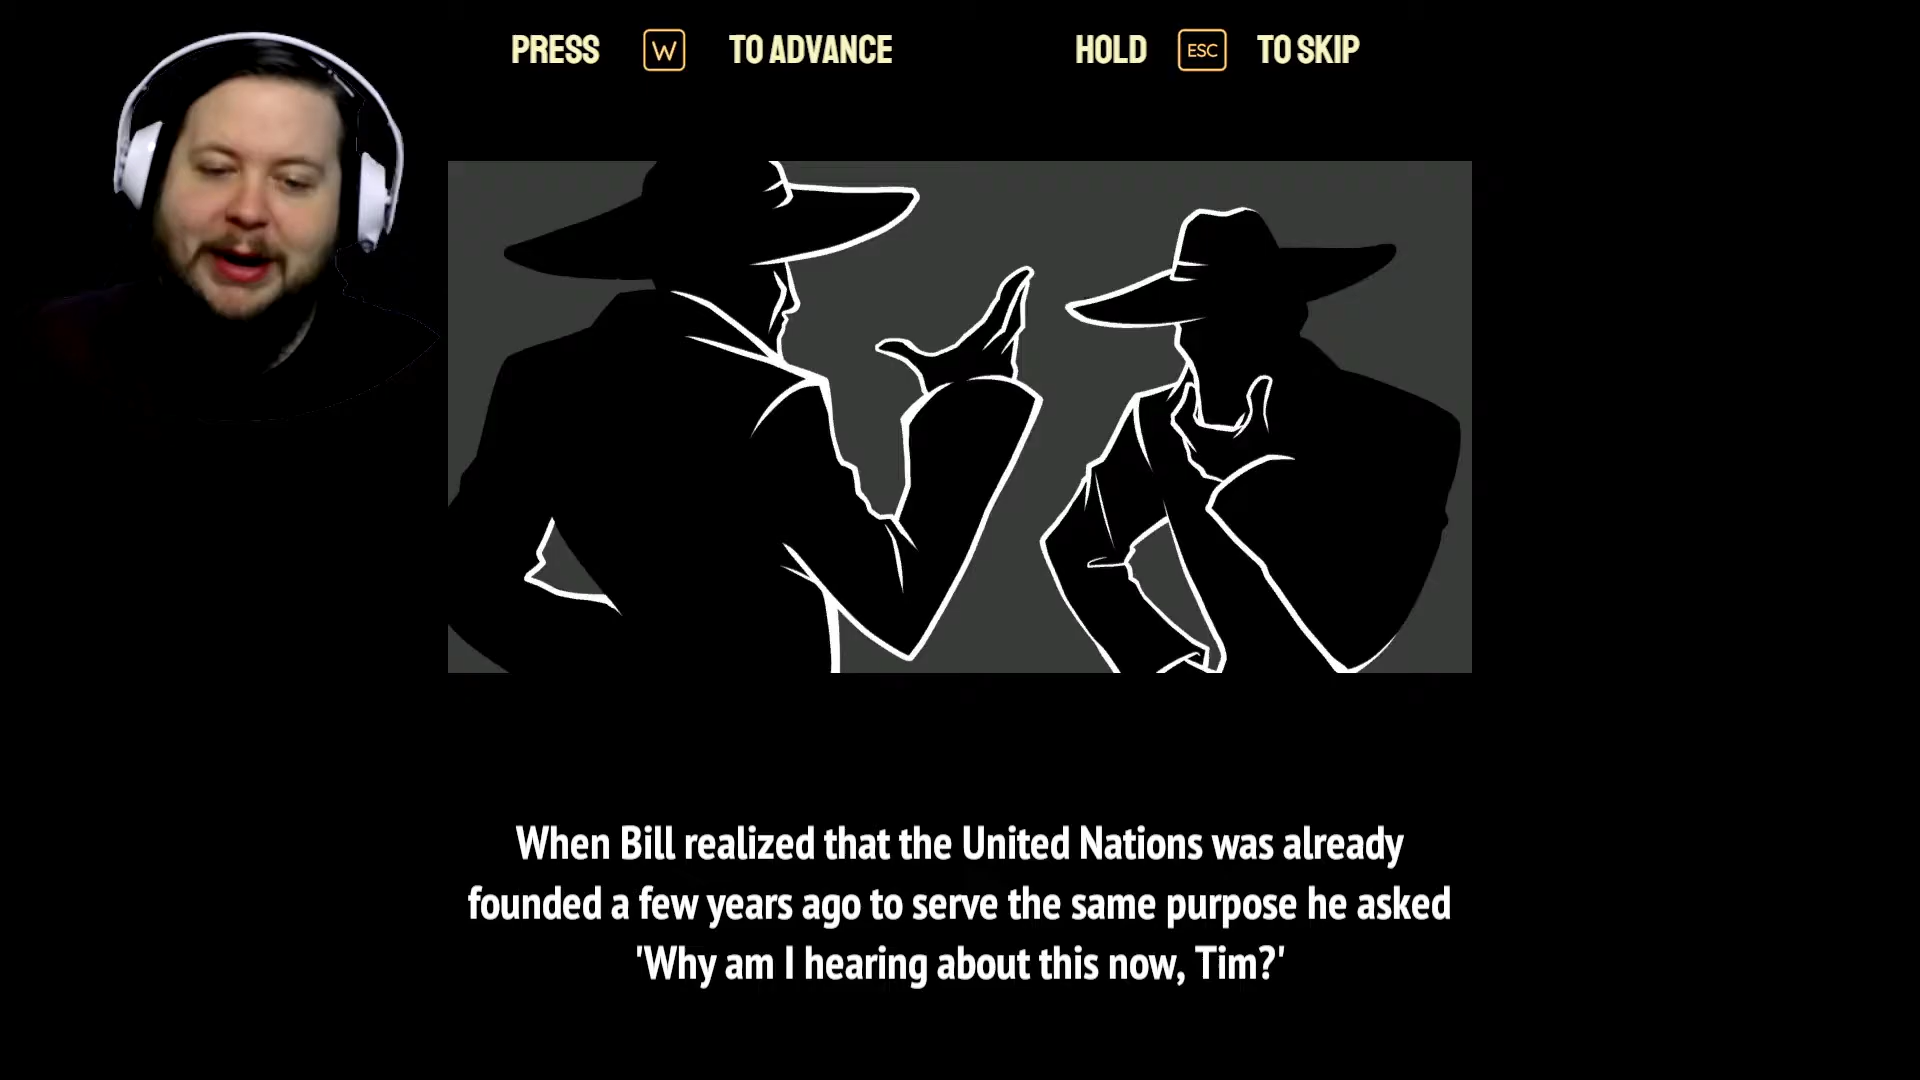 PRESS W TO ADVANCE HOLD ESC TO SKIP
When Bill realized that the United Nations was already
founded a few years ago to serve the same purpose he asked
'Why am I hearing about this now, Tim?'